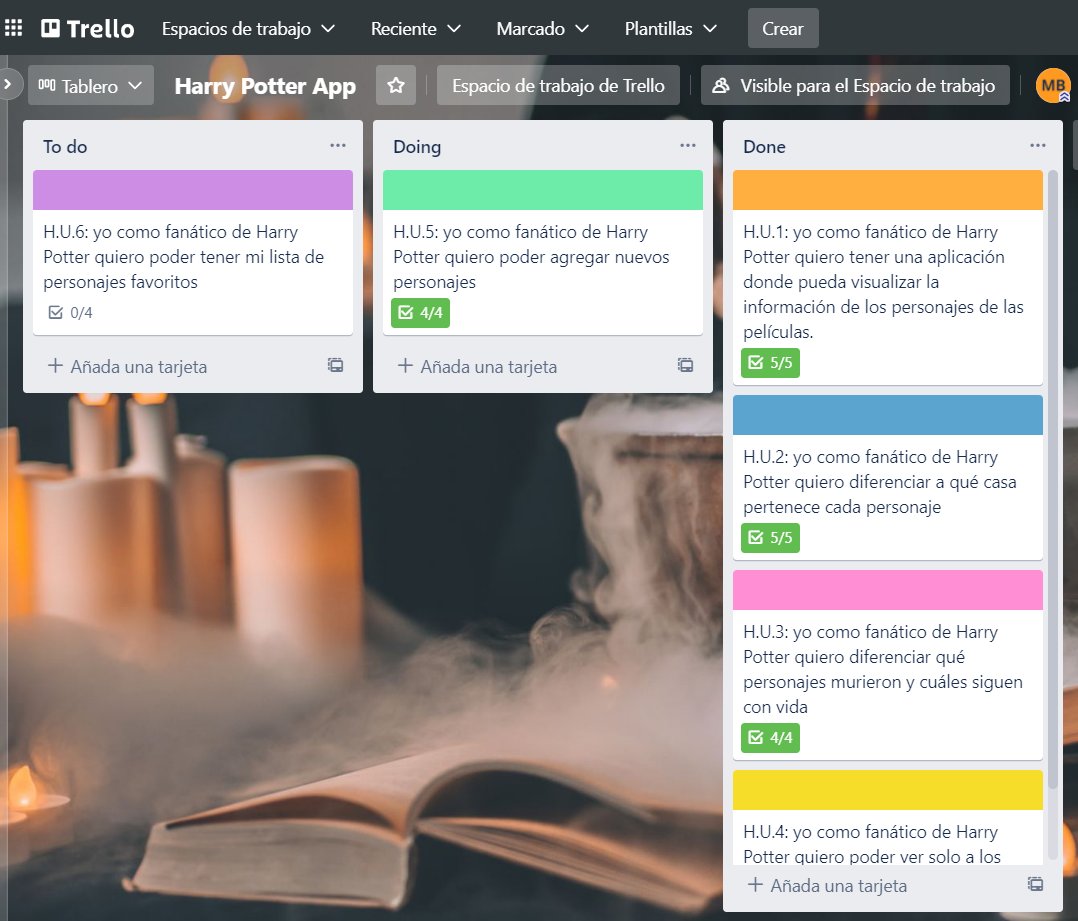 Trello Espacios de trabajo Reciente Marcado Plantillas Crear
Tablero Harry Potter App Espacio de trabajo de Trello Visible para el Espacio de trabajo MB
To do
H.U.6: yo como fanático de Harry
Potter quiero poder tener mi lista de
personajes favoritos
0/4
Añada una tarjeta
Doing
H.U.5: yo como fanático de Harry
Potter quiero poder agregar nuevos
personajes
4/4
Añada una tarjeta
Done
H.U.1: yo como fanático de Harry
Potter quiero tener una aplicación
donde pueda visualizar la
información de los personajes de las
películas.
5/5
H.U.2: yo como fanático de Harry
Potter quiero diferenciar a qué casa
pertenece cada personaje
5/5
H.U.3: yo como fanático de Harry
Potter quiero diferenciar qué
personajes murieron y cuáles siguen
con vida
4/4
H.U.4: yo como fanático de Harry
Potter quiero poder ver solo a los
Añada una tarjeta